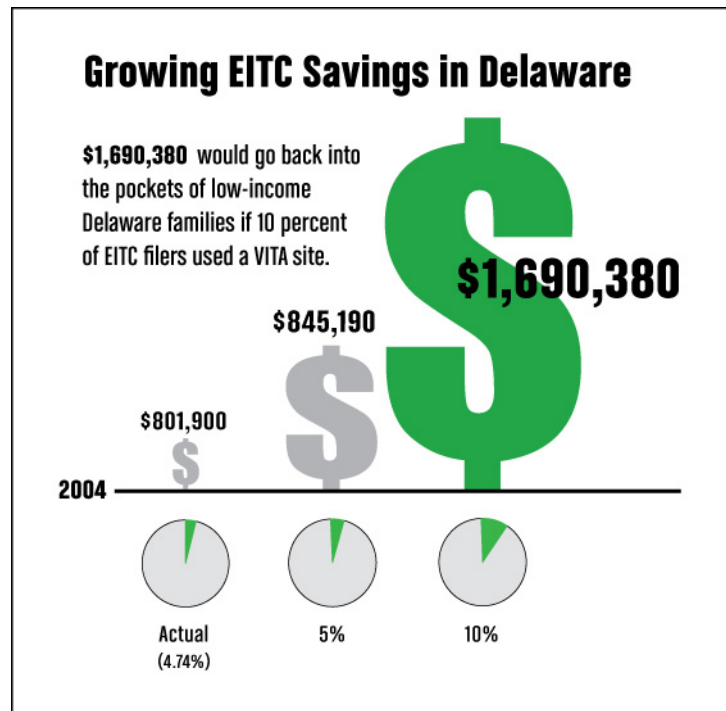 Growing EITC Savings in Delaware
$1,690,380 would go back into
the pockets of low-income
Delaware families if 10 percent
of EITC filers used a VITA site.
$1,690,380
$845,190
$801,900
$
$
$
2004
Actual
(4.74%)
5%
10%